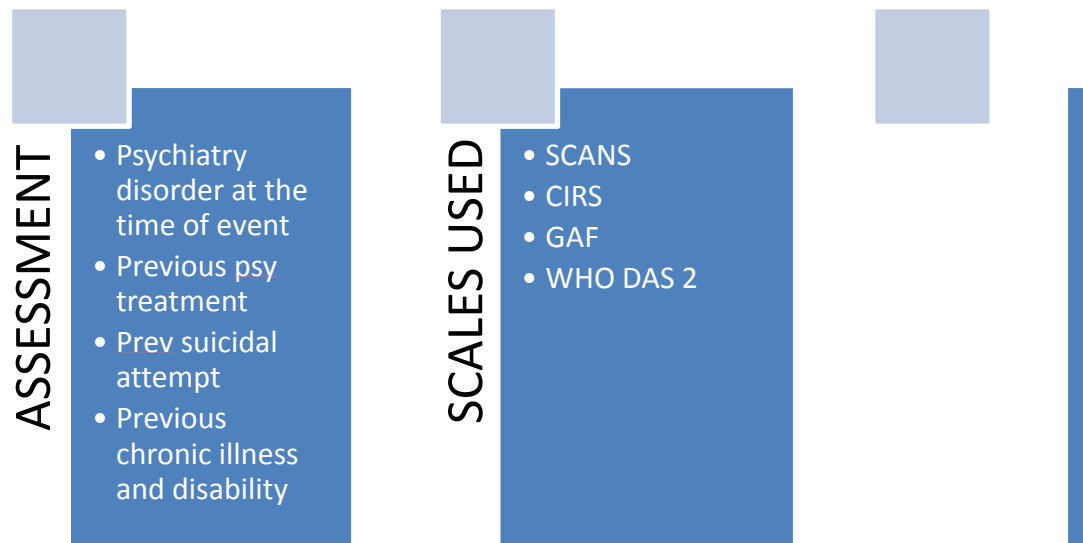 ASSESSMENT
• Psychiatry
disorder at the
time of event
• Previous psy
treatment
• Prev suicidal
attempt
• Previous
chronic illness
and disability
SCALES USED
• SCANS
• CIRS
• GAF
• WHO DAS 2